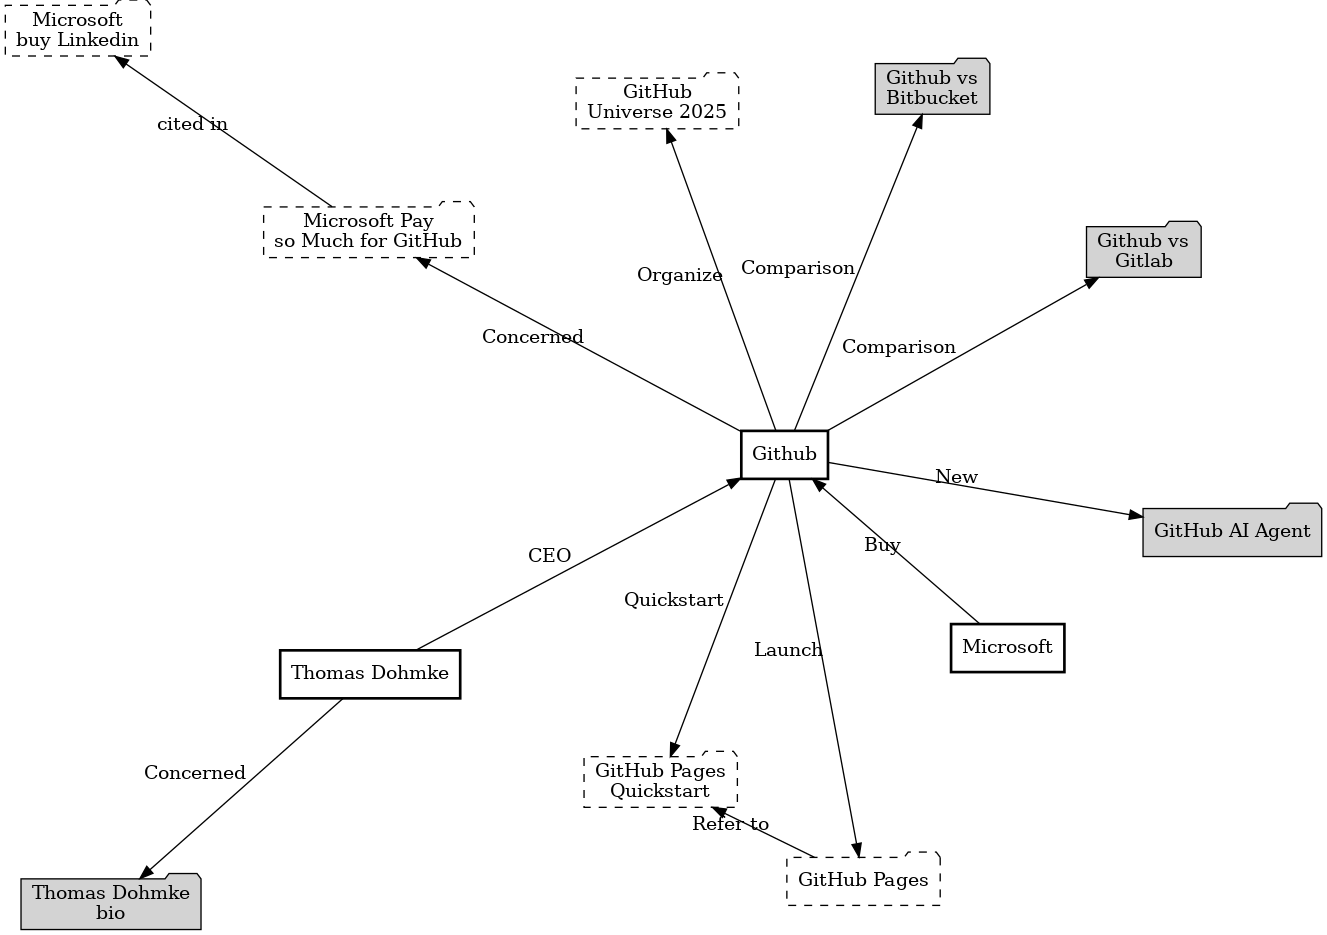 Microsoft
buy Linkedin
GitHub
Universe 2025
Github vs
Bitbucket
cited in
Microsoft Pay
so Much for GitHub
Github vs
Gitlab
Organize
Comparison
Concerned
Comparison
Github
New
GitHub AI Agent
CEO
Buy
Quickstart
Launch
Microsoft
Thomas Dohmke
Concerned
GitHub Pages
Quickstart
Refer to
GitHub Pages
Thomas Dohmke
bio